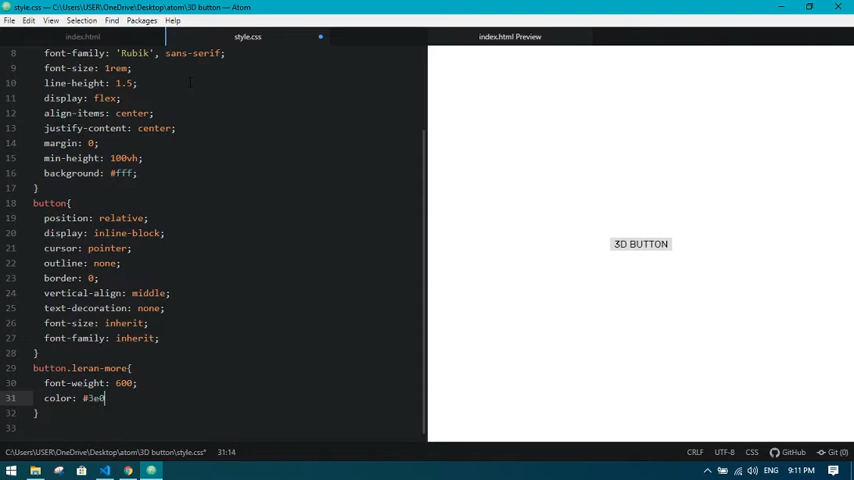 style.css — C:\Users\USER\OneDrive\Desktop\atom\3D button — Atom
File Edit View Selection Find Packages Help
index.html style.css index.html Preview
8 font-family: 'Rubik', sans-serif;
9 font-size: 1rem;
10 line-height: 1.5;
11 display: flex;
12 align-items: center;
13 justify-content: center;
14 margin: 0;
15 min-height: 100vh;
16 background: #fff;
17 }
18 button{
19 position: relative;
20 display: inline-block;
21 cursor: pointer;
22 outline: none;
23 border: 0;
24 vertical-align: middle;
25 text-decoration: none;
26 font-size: inherit;
27 font-family: inherit;
28 }
29 button.leran-more{
30 font-weight: 600;
31 color: #3e0
32 }
33
3D BUTTON
C:\Users\USER\OneDrive\Desktop\atom\3D button\style.css* 31:14 CRLF UTF-8 CSS GitHub Git (0)
ENG 9:11 PM